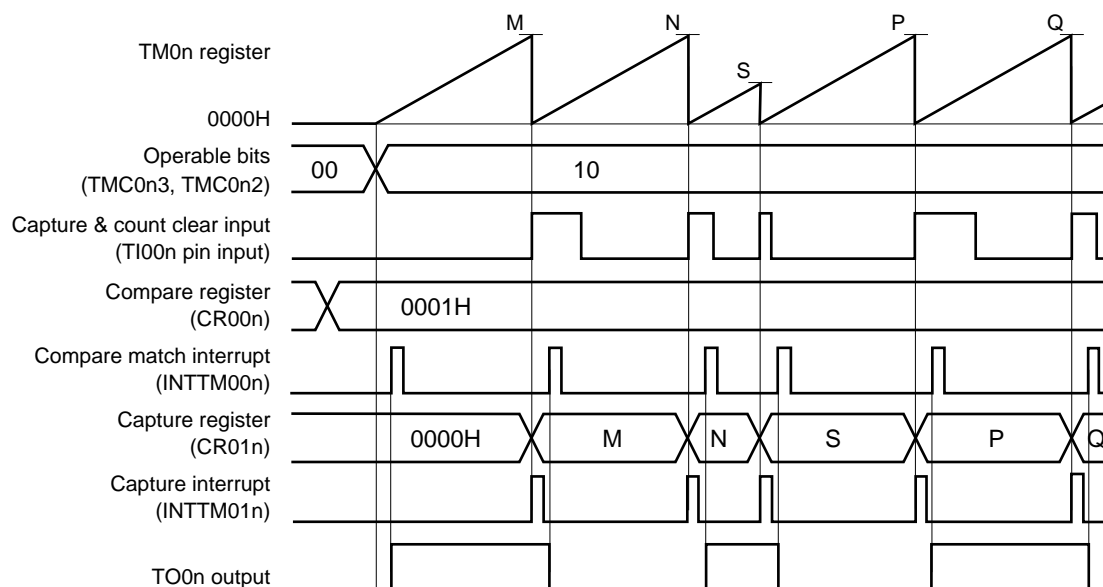 M N S P Q
TM0n register
0000H
Operable bits
(TMC0n3, TMC0n2)
00 10
Capture & count clear input
(TI00n pin input)
Compare register
(CR00n)
0001H
Compare match interrupt
(INTTM00n)
Capture register
(CR01n)
0000H M N S P Q
Capture interrupt
(INTTM01n)
TO0n output